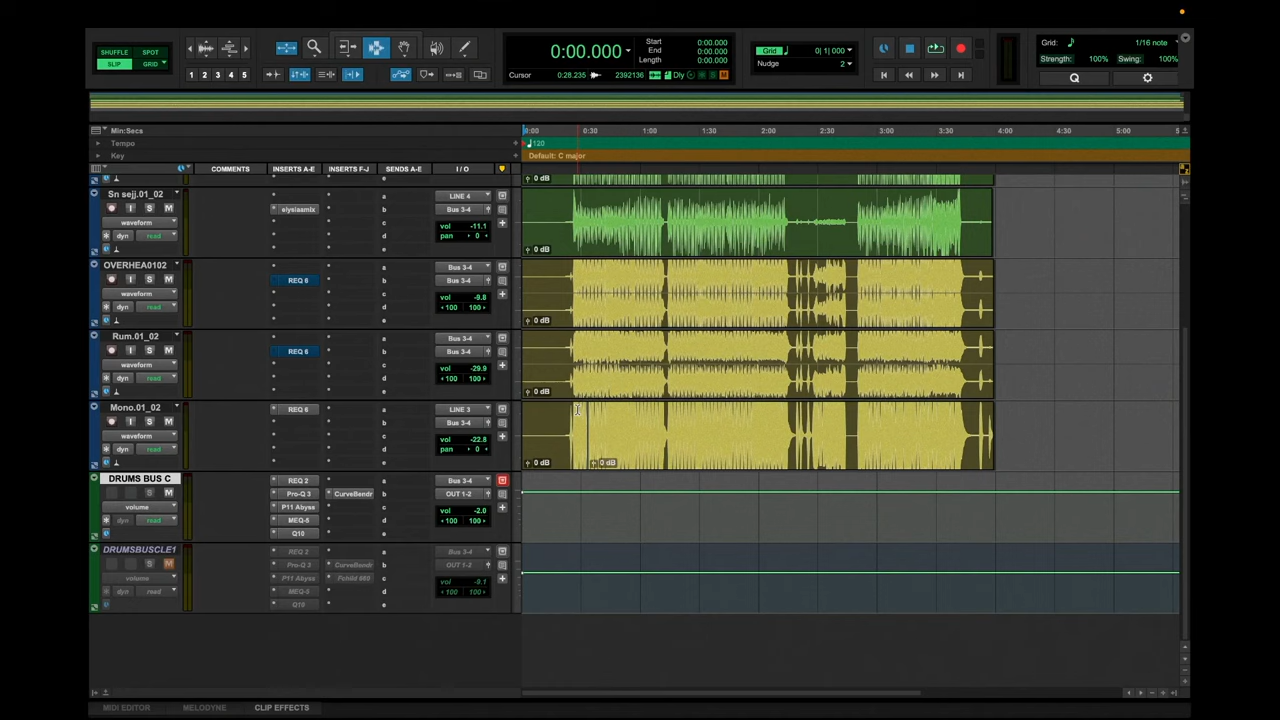 SHUFFLE SPOT
SLIP GRID
1 2 3 4 5
0:00.000
Start 0:00.000
End 0:00.000
Length 0:00.000
Cursor 0:28.235 2392136 Dly S M
Grid 0| 1| 000
Nudge 2
Grid: 1/16 note
Strength: 100% Swing: 100%
Q
Min:Secs
0:00 0:30 1:00 1:30 2:00 2:30 3:00 3:30 4:00 4:30 5:00
Tempo
120
Key
Default: C major
COMMENTS INSERTS A-E INSERTS F-J SENDS A-E I / O
0 dB
Sn sejj.01_02
I S M
waveform
dyn read
elysiasmix
a b c d e
LINE 4
Bus 3-4
vol -11.1
pan 0
0 dB
OVERHEA0102
I S M
waveform
dyn read
REQ 6
a b c d e
Bus 3-4
Bus 3-4
vol -9.8
100 100
0 dB
Rum.01_02
I S M
waveform
dyn read
REQ 6
a b c d e
Bus 3-4
Bus 3-4
vol -29.9
100 100
0 dB
Mono.01_02
I S M
waveform
dyn read
REQ 6
a b c d e
LINE 3
Bus 3-4
vol -22.8
pan 0
0 dB 0 dB
DRUMS BUS C
S M
volume
dyn read
REQ 2
Pro-Q 3 CurveBendr
P11 Abyss
MEQ-5
Q10
a b c d e
Bus 3-4
OUT 1-2
vol -2.0
100 100
DRUMSBUSCLE1
S M
volume
dyn read
REQ 2
Pro-Q 3 CurveBendr
P11 Abyss Fchild 660
MEQ-5
Q10
a b c d e
Bus 3-4
OUT 1-2
vol -9.1
100 100
MIDI EDITOR MELODYNE CLIP EFFECTS